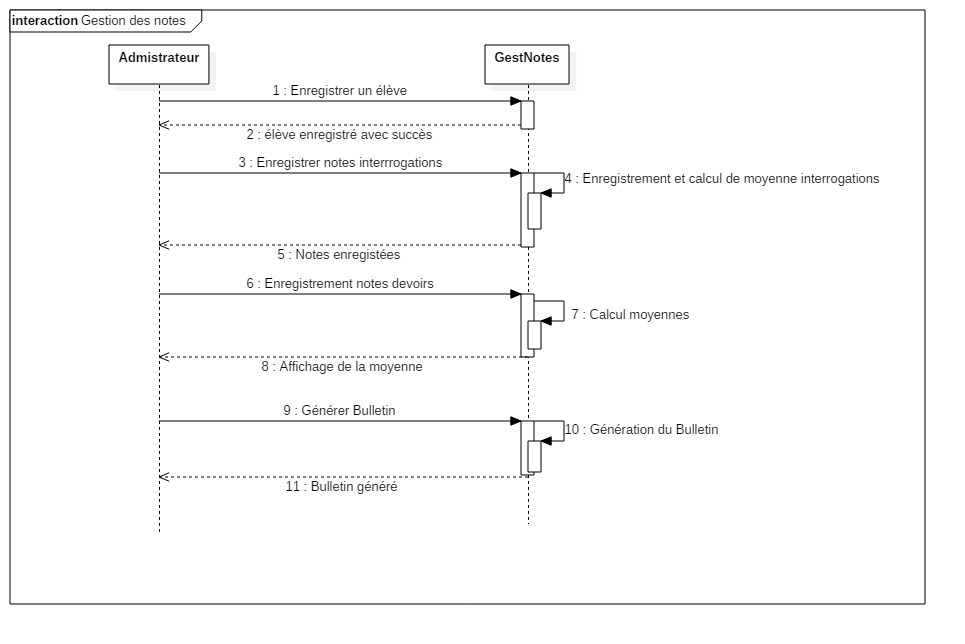 interaction Gestion des notes
Admistrateur
GestNotes
1 : Enregistrer un élève
2 : élève enregistré avec succès
3 : Enregistrer notes interrrogations
4 : Enregistrement et calcul de moyenne interrogations
5 : Notes enregistées
6 : Enregistrement notes devoirs
7 : Calcul moyennes
8 : Affichage de la moyenne
9 : Générer Bulletin
10 : Génération du Bulletin
11 : Bulletin généré